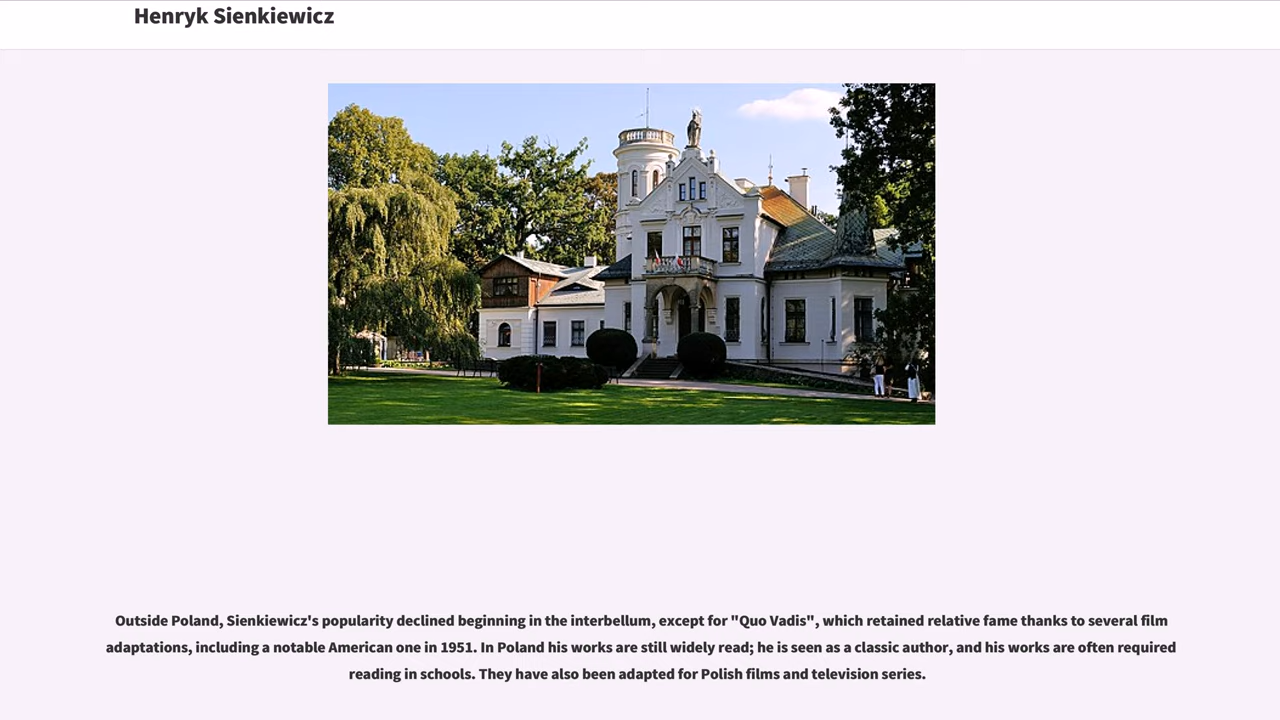 Henryk Sienkiewicz
Outside Poland, Sienkiewicz's popularity declined beginning in the interbellum, except for "Quo Vadis", which retained relative fame thanks to several film
adaptations, including a notable American one in 1951. In Poland his works are still widely read; he is seen as a classic author, and his works are often required
reading in schools. They have also been adapted for Polish films and television series.